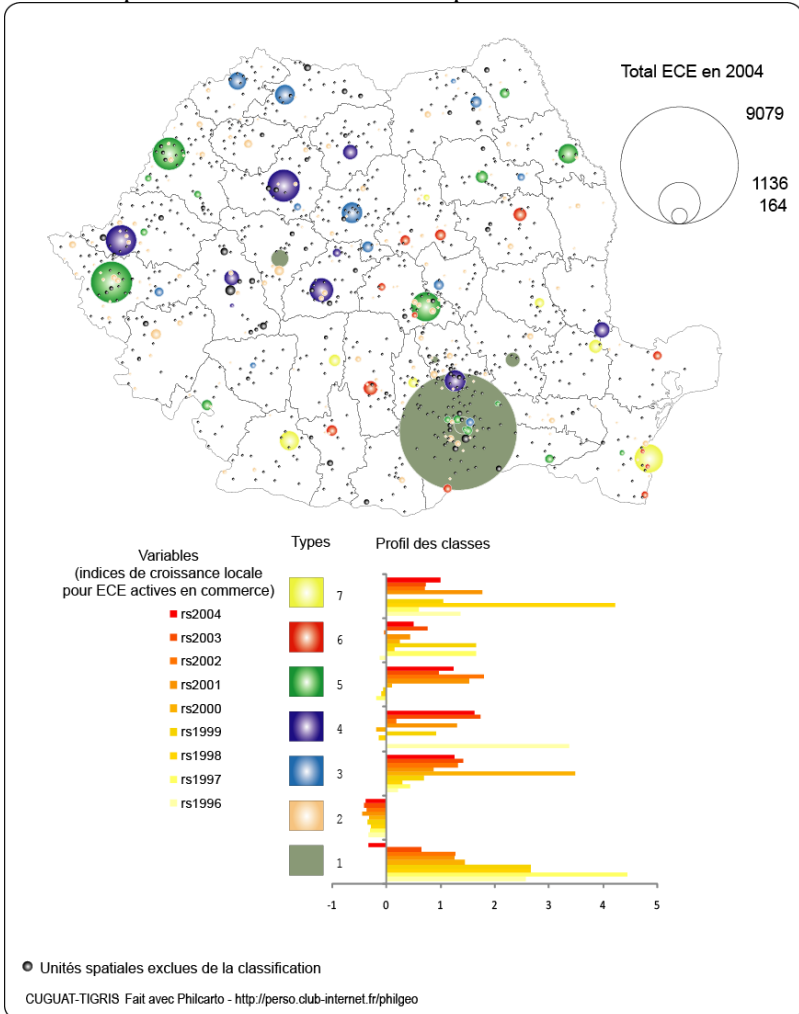 Total ECE en 2004
9079
1136
164
Variables
(indices de croissance locale
pour ECE actives en commerce)
rs2004
rs2003
rs2002
rs2001
rs2000
rs1999
rs1998
rs1997
rs1996
Types
7
6
5
4
3
2
1
Profil des classes
-1 0 1 2 3 4 5
Unités spatiales exclues de la classification
CUGUAT-TIGRIS Fait avec Philcarto - http://perso.club-internet.fr/philgeo